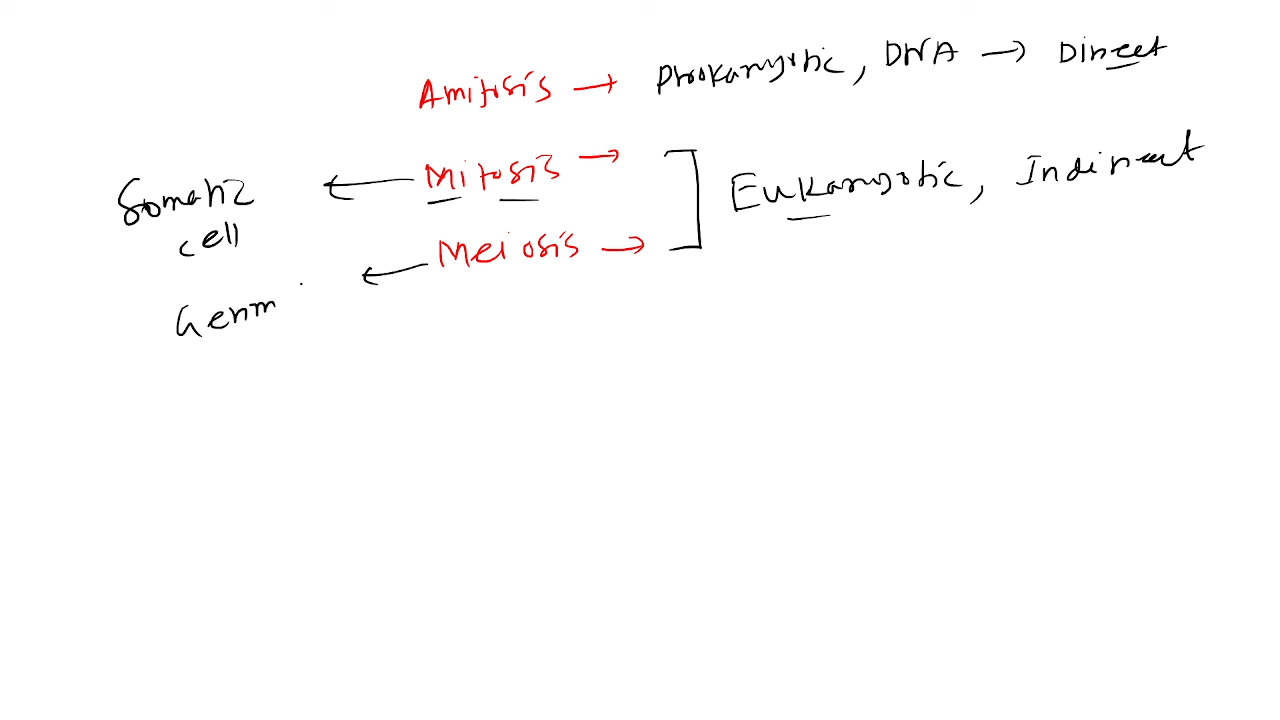 Amitosis → Prokaryotic, DNA → Direct
Somatic cell ← Mitosis → Eukaryotic, Indirect
Germ ← Meiosis →